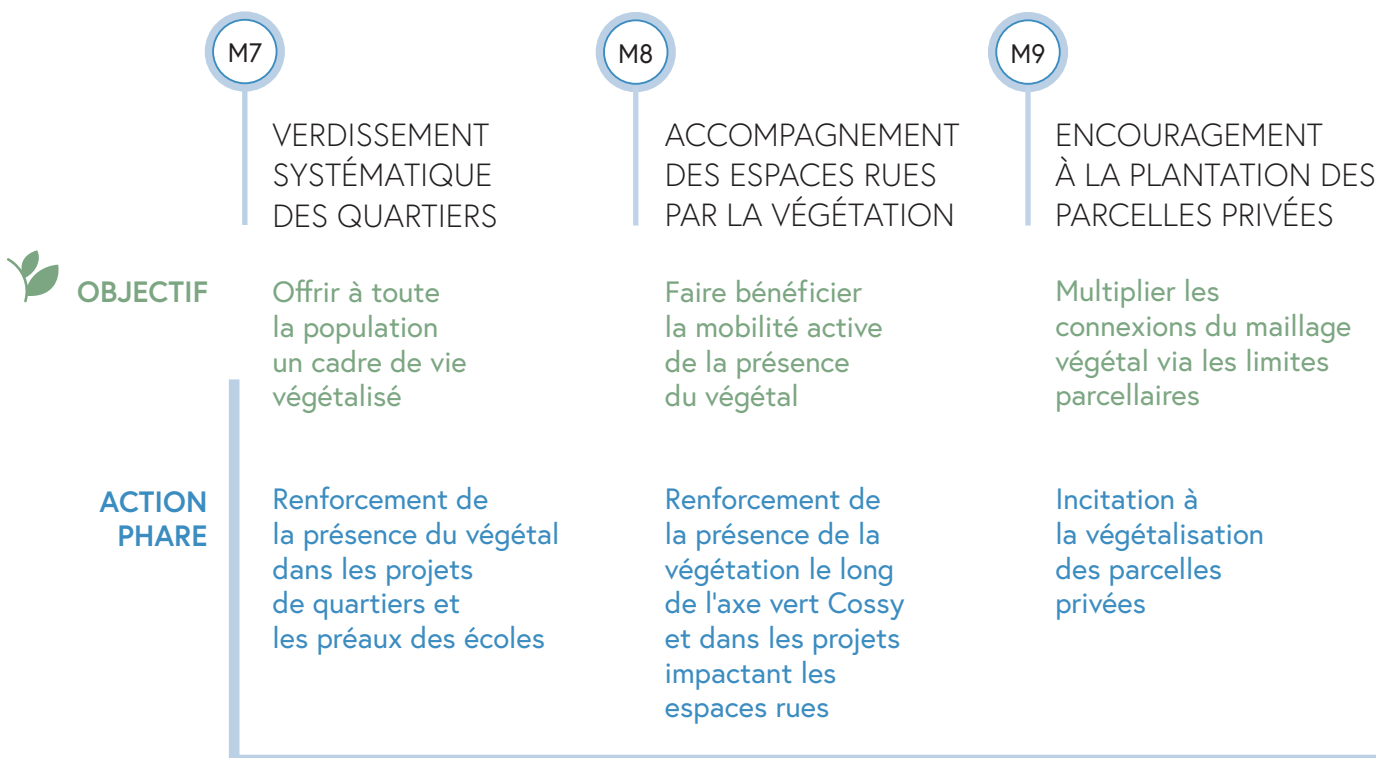 M7
VERDISSEMENT
SYSTÉMATIQUE
DES QUARTIERS
M8
ACCOMPAGNEMENT
DES ESPACES RUES
PAR LA VÉGÉTATION
M9
ENCOURAGEMENT
À LA PLANTATION DES
PARCELLES PRIVÉES
OBJECTIF
Offrir à toute
la population
un cadre de vie
végétalisé
Faire bénéficier
la mobilité active
de la présence
du végétal
Multiplier les
connexions du maillage
végétal via les limites
parcellaires
ACTION
PHARE
Renforcement de
la présence du végétal
dans les projets
de quartiers et
les préaux des écoles
Renforcement de
la présence de la
végétation le long
de l'axe vert Cossy
et dans les projets
impactant les
espaces rues
Incitation à
la végétalisation
des parcelles
privées